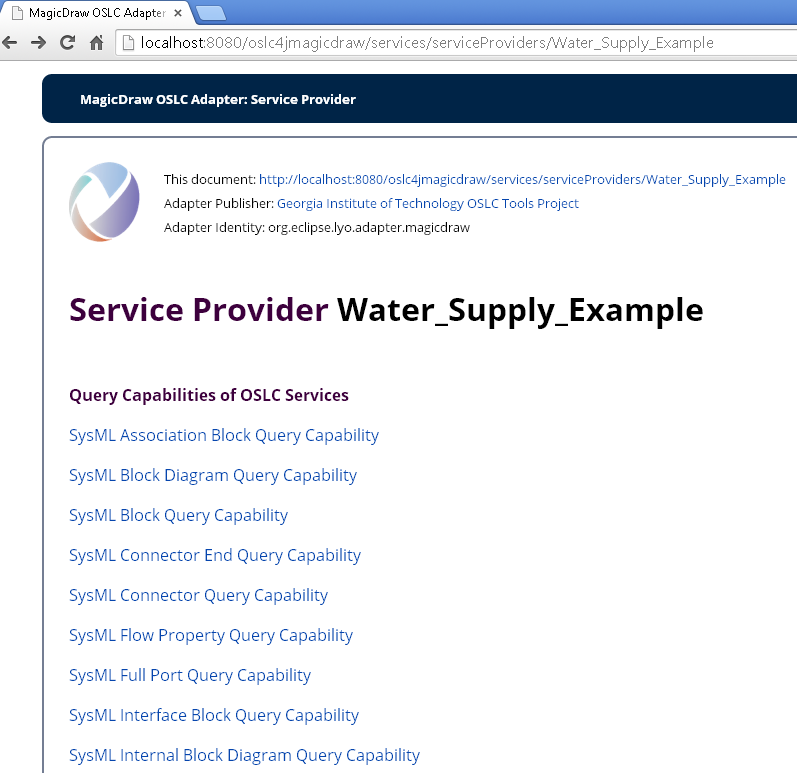 MagicDraw OSLC Adapter
localhost:8080/oslc4jmagicdraw/services/serviceProviders/Water_Supply_Example
MagicDraw OSLC Adapter: Service Provider
This document: http://localhost:8080/oslc4jmagicdraw/services/serviceProviders/Water_Supply_Example
Adapter Publisher: Georgia Institute of Technology OSLC Tools Project
Adapter Identity: org.eclipse.lyo.adapter.magicdraw
Service Provider Water_Supply_Example
Query Capabilities of OSLC Services
SysML Association Block Query Capability
SysML Block Diagram Query Capability
SysML Block Query Capability
SysML Connector End Query Capability
SysML Connector Query Capability
SysML Flow Property Query Capability
SysML Full Port Query Capability
SysML Interface Block Query Capability
SysML Internal Block Diagram Query Capability